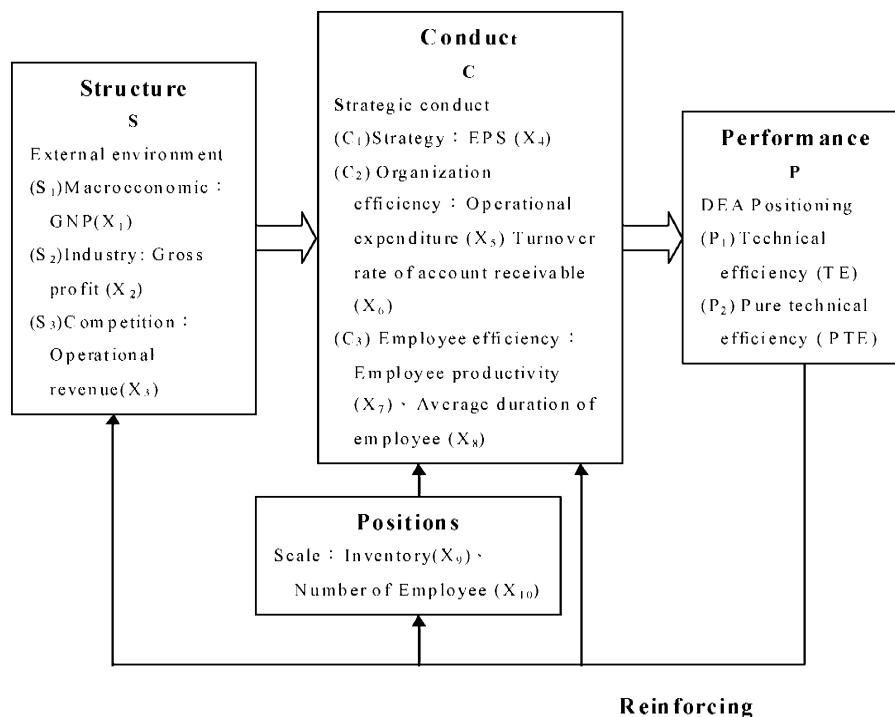 Structure
S
External environment
(S₁)Macroeconomic：
GNP(X₁)
(S₂)Industry: Gross
profit (X₂)
(S₃)Competition：
Operational
revenue(X₃)
Conduct
C
Strategic conduct
(C₁)Strategy：EPS (X₄)
(C₂) Organization
efficiency：Operational
expenditure (X₅) Turnover
rate of account receivable
(X₆)
(C₃) Employee efficiency：
Employee productivity
(X₇)、Average duration of
employee (X₈)
Performance
P
DEA Positioning
(P₁) Technical
efficiency (TE)
(P₂) Pure technical
efficiency (PTE)
Positions
Scale：Inventory(X₉)、
Number of Employee (X₁₀)
Reinforcing